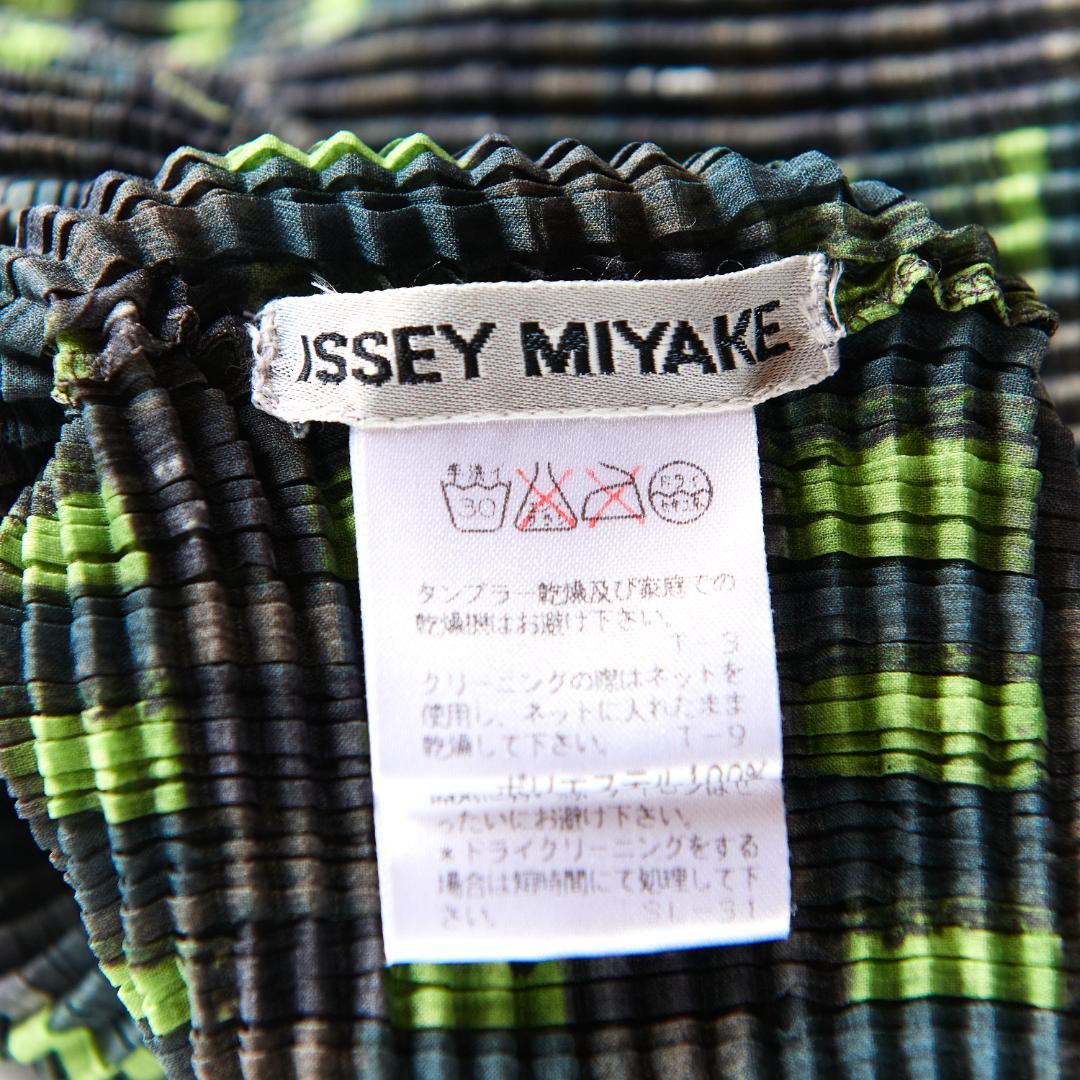 ISSEY MIYAKE
手洗イ
30
タンブラー乾燥及び家庭での
乾燥機はお避け下さい。
T-3
クリーニングの際はネットを
使用し、ネットに入れたまま
乾燥して下さい。 T-9
ポリエステル 100%
ったいにお避け下さい。
*ドライクリーニングをする
場合は短時間にて処理して下
さい。 SL-31